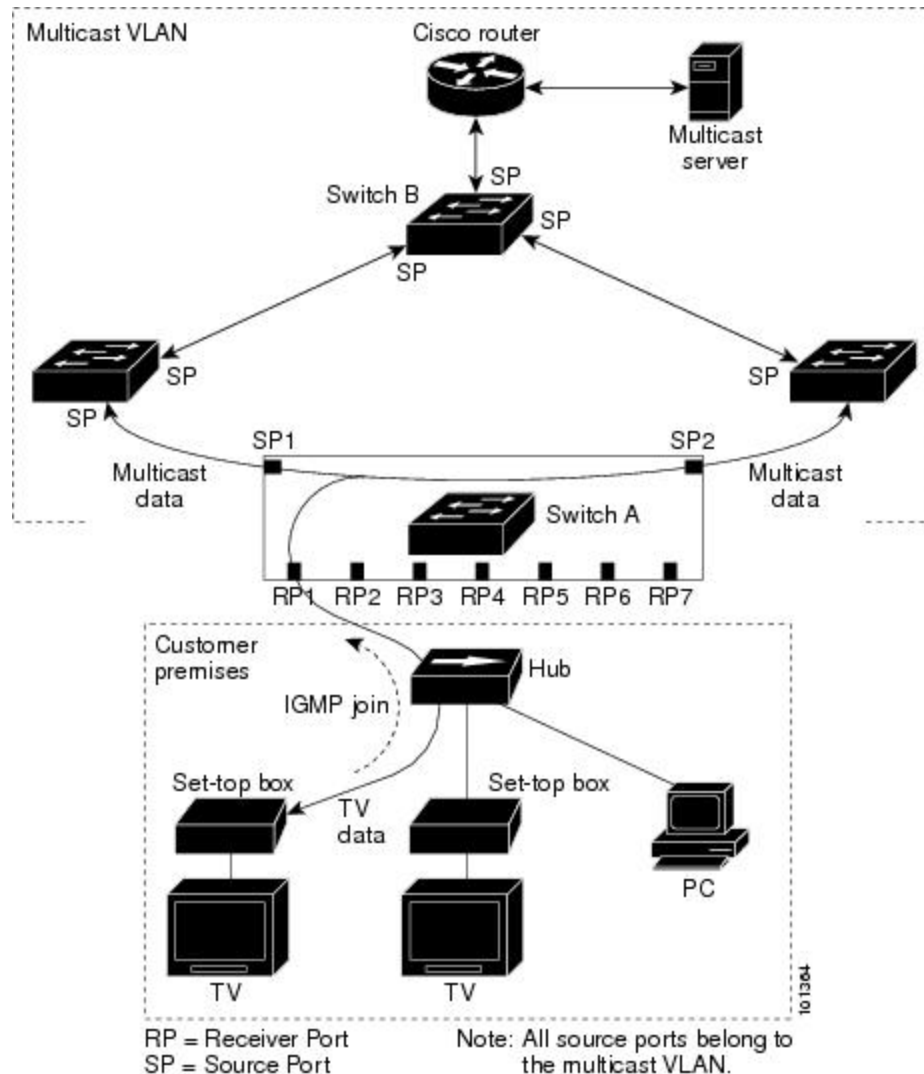 Multicast VLAN
Cisco router
Multicast
server
SP
Switch B
SP
SP
SP
SP
SP
SP1
SP2
Multicast
data
Multicast
data
Switch A
RP1 RP2 RP3 RP4 RP5 RP6 RP7
Customer
premises
Hub
IGMP join
Set-top box
Set-top box
TV
data
PC
TV
TV
101364
RP = Receiver Port
SP = Source Port
Note: All source ports belong to
the multicast VLAN.